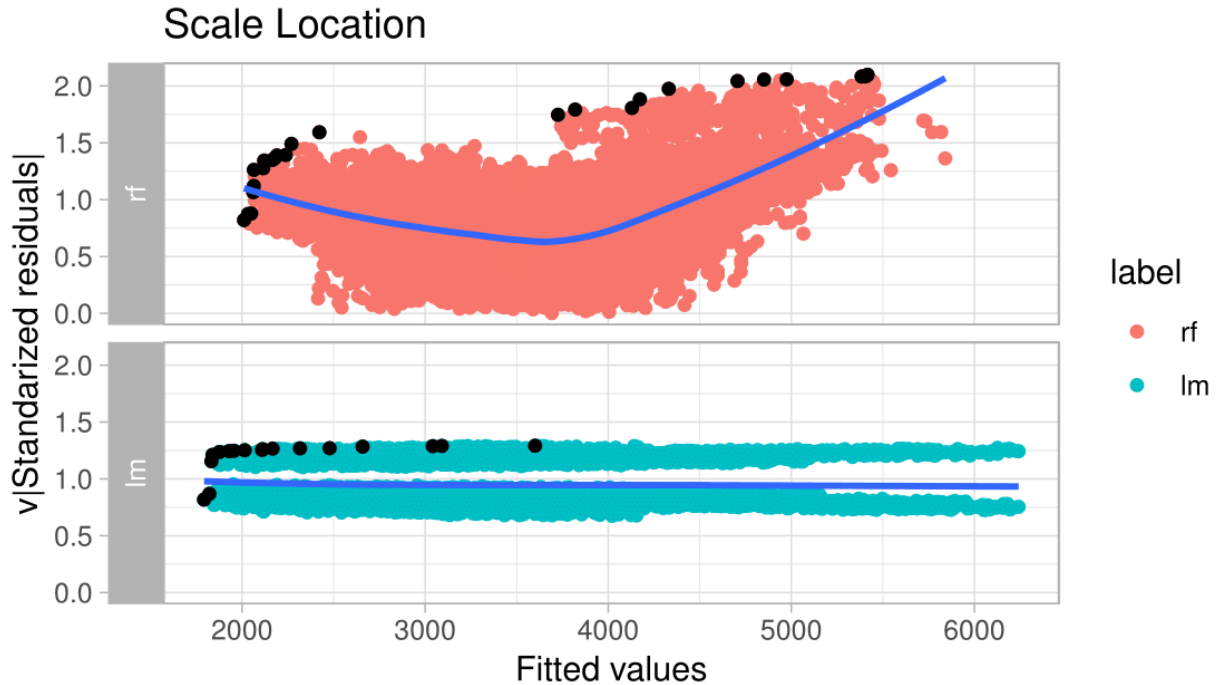 Scale Location
v|Standarized residuals|
rf
2.0
1.5
1.0
0.5
0.0
lm
2.0
1.5
1.0
0.5
0.0
2000 3000 4000 5000 6000
Fitted values
label
rf
lm